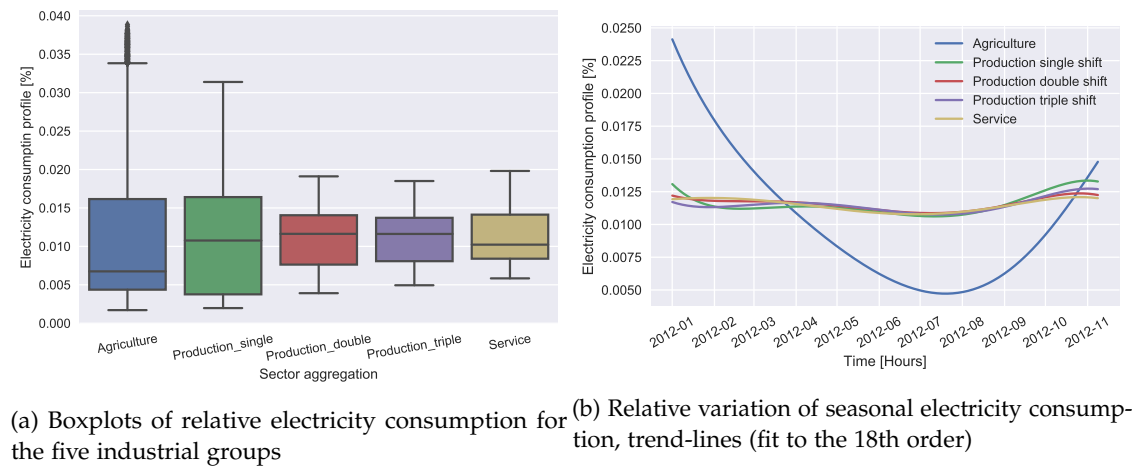 0.040
0.035
0.030
0.025
0.020
0.015
0.010
0.005
0.000
Electricity consumptin profile [%]
Agriculture
Production_single
Production_double
Production_triple
Service
Sector aggregation
(a) Boxplots of relative electricity consumption for
the five industrial groups
0.0250
0.0225
0.0200
0.0175
0.0150
0.0125
0.0100
0.0075
0.0050
Electricity consumption profile [%]
Agriculture
Production single shift
Production double shift
Production triple shift
Service
2012-01
2012-02
2012-03
2012-04
2012-05
2012-06
2012-07
2012-08
2012-09
2012-10
2012-11
Time [Hours]
(b) Relative variation of seasonal electricity consump-
tion, trend-lines (fit to the 18th order)